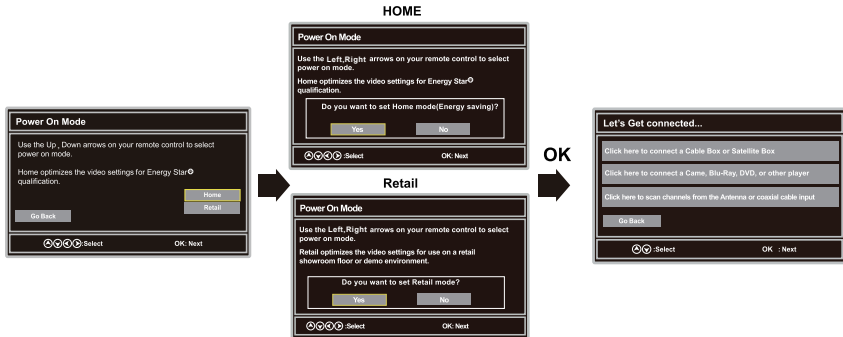 HOME
Power On Mode
Use the Left,Right arrows on your remote control to select
power on mode.
Home optimizes the video settings for Energy Star
qualification.
Do you want to set Home mode(Energy saving)?
Yes No
:Select OK: Next
Power On Mode
Use the Up , Down arrows on your remote control to select
power on mode.
Home optimizes the video settings for Energy Star
qualification.
Home
Retail
Go Back
:Select OK: Next
Retail
Power On Mode
Use the Left,Right arrows on your remote control to select
power on mode.
Retail optimizes the video settings for use on a retail
showroom floor or demo environment.
Do you want to set Retail mode?
Yes No
:Select OK: Next
OK
Let's Get connected...
Click here to connect a Cable Box or Satellite Box
Click here to connect a Came, Blu-Ray, DVD, or other player
Click here to scan channels from the Antenna or coaxial cable input
Go Back
:Select OK : Next